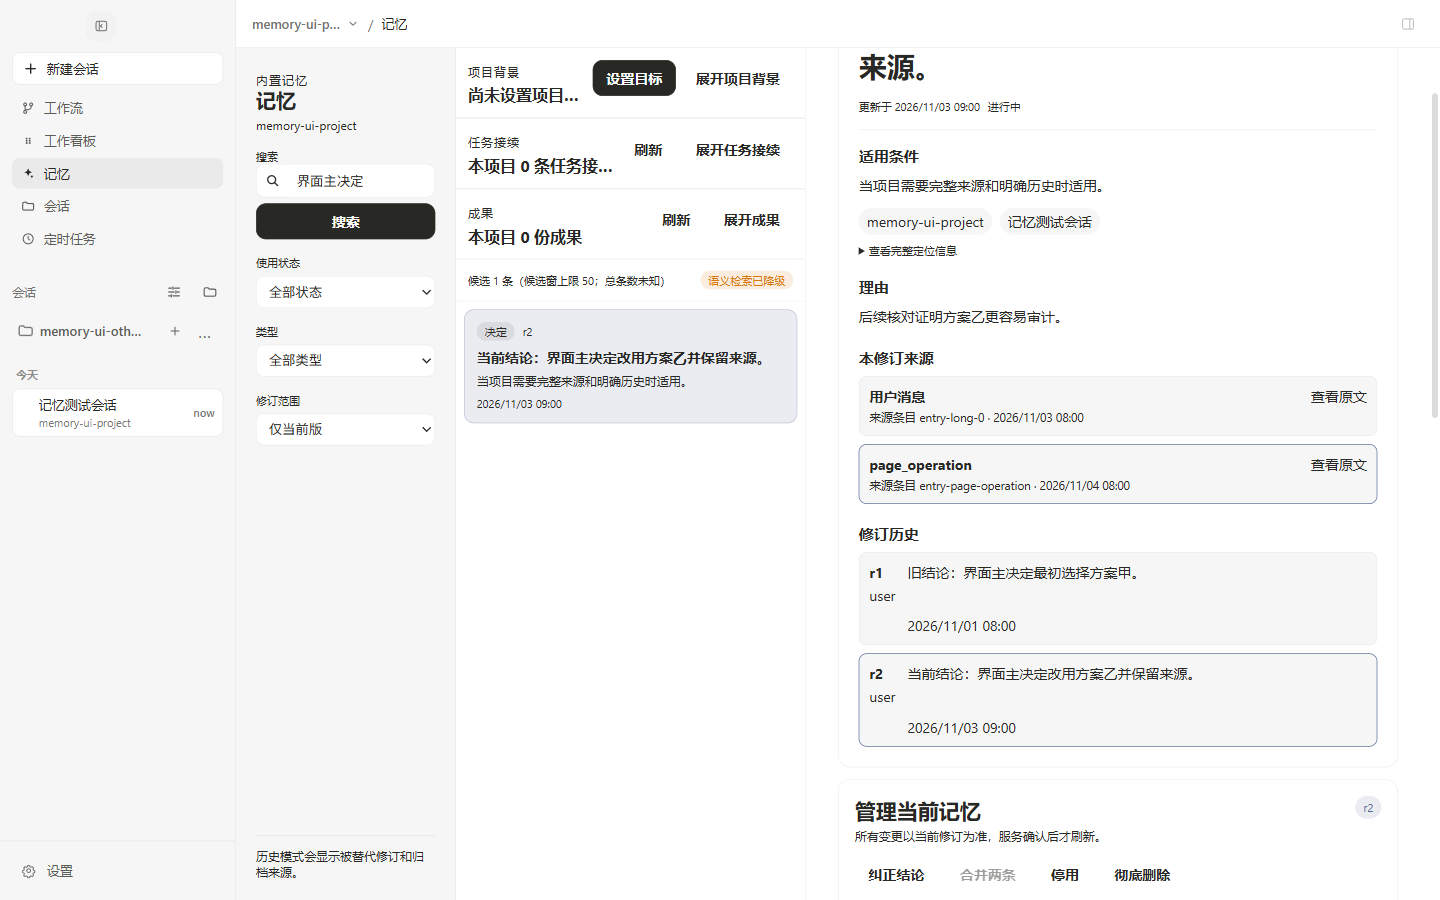 memory-ui-p... / 记忆
新建会话
工作流
工作看板
记忆
会话
定时任务
会话
memory-ui-oth...
今天
记忆测试会话
memory-ui-project
now
设置
内置记忆
记忆
memory-ui-project
搜索
界面主决定
搜索
使用状态
全部状态
类型
全部类型
修订范围
仅当前版
历史模式会显示被替代修订和归
档来源。
项目背景
尚未设置项目...
设置目标
展开项目背景
任务接续
本项目 0 条任务接...
刷新
展开任务接续
成果
本项目 0 份成果
刷新
展开成果
候选 1 条（候选窗上限 50；总条数未知）
语义检索已降级
决定 r2
当前结论：界面主决定改用方案乙并保留来源。
当项目需要完整来源和明确历史时适用。
2026/11/03 09:00
来源。
更新于 2026/11/03 09:00 进行中
适用条件
当项目需要完整来源和明确历史时适用。
memory-ui-project 记忆测试会话
查看完整定位信息
理由
后续核对证明方案乙更容易审计。
本修订来源
用户消息
查看原文
来源条目 entry-long-0 · 2026/11/03 08:00
page_operation
查看原文
来源条目 entry-page-operation · 2026/11/04 08:00
修订历史
r1 旧结论：界面主决定最初选择方案甲。
user
2026/11/01 08:00
r2 当前结论：界面主决定改用方案乙并保留来源。
user
2026/11/03 09:00
管理当前记忆
r2
所有变更以当前修订为准，服务确认后才刷新。
纠正结论 合并两条 停用 彻底删除